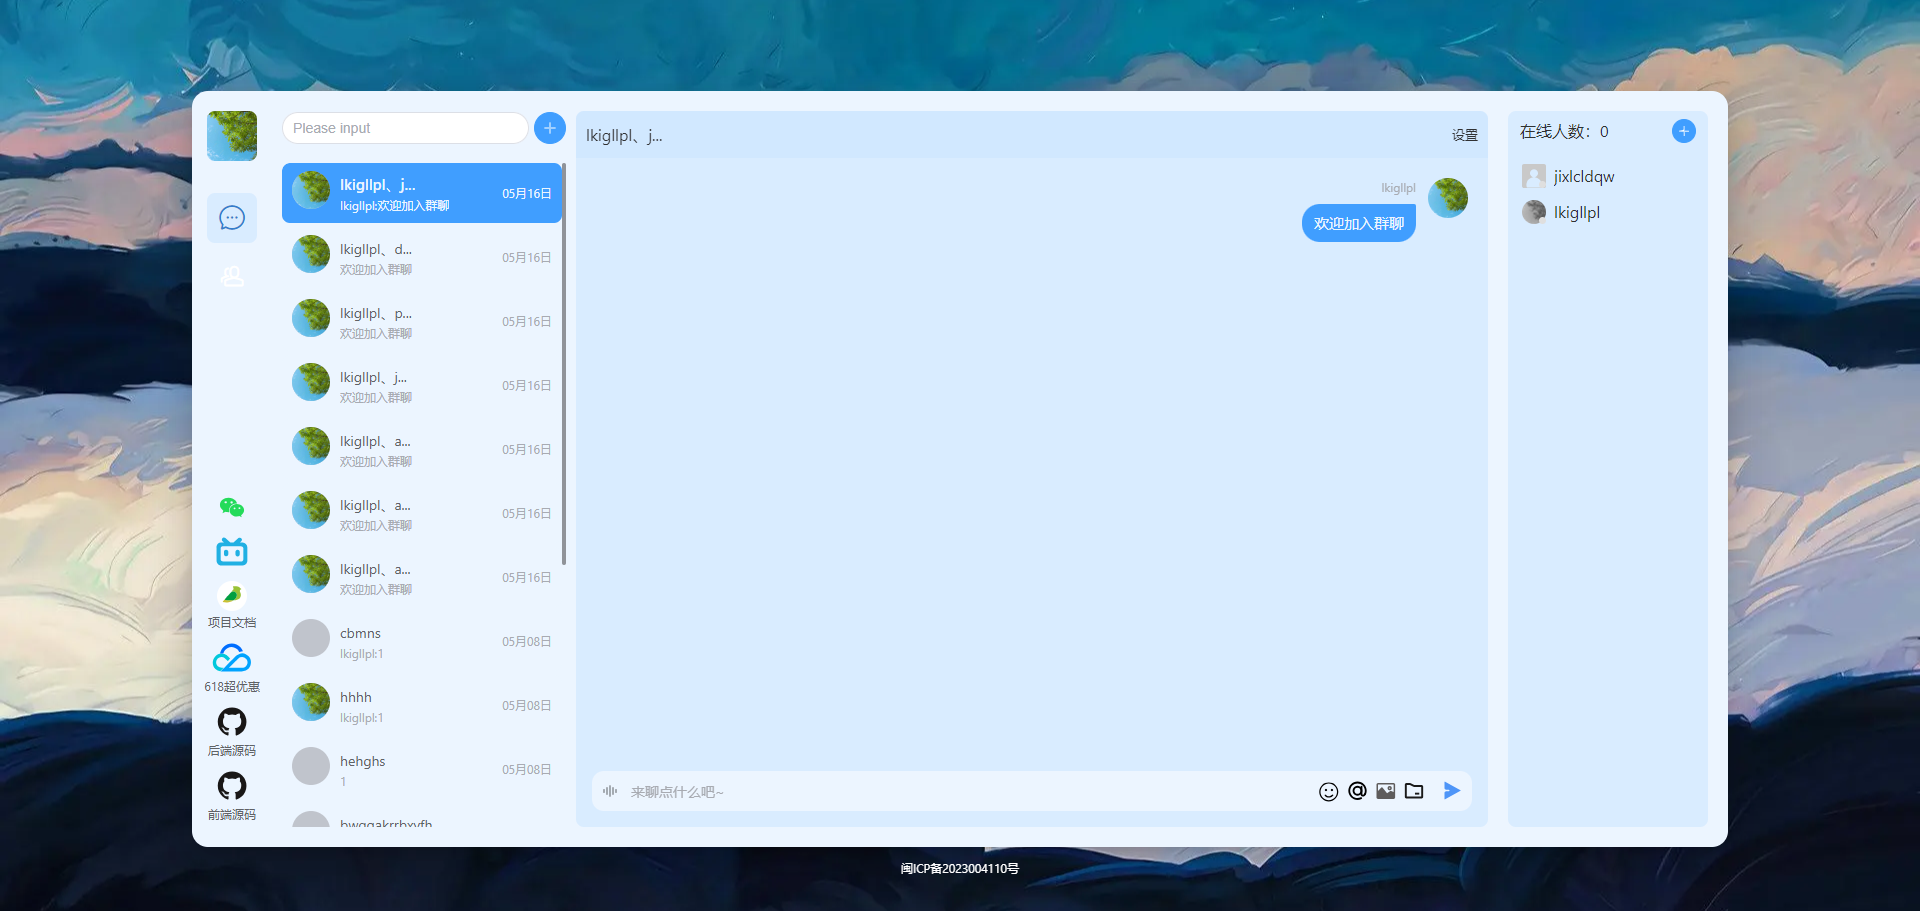 项目文档
618超优惠
后端源码
前端源码
Please input
lkigllpl、j...
lkigllpl:欢迎加入群聊
05月16日
lkigllpl、d...
欢迎加入群聊
05月16日
lkigllpl、p...
欢迎加入群聊
05月16日
lkigllpl、j...
欢迎加入群聊
05月16日
lkigllpl、a...
欢迎加入群聊
05月16日
lkigllpl、a...
欢迎加入群聊
05月16日
lkigllpl、a...
欢迎加入群聊
05月16日
cbmns
lkigllpl:1
05月08日
hhhh
lkigllpl:1
05月08日
hehghs
1
05月08日
lkigllpl、j...
设置
lkigllpl
欢迎加入群聊
来聊点什么吧~
在线人数：0
jixlcldqw
lkigllpl
闽ICP备2023004110号